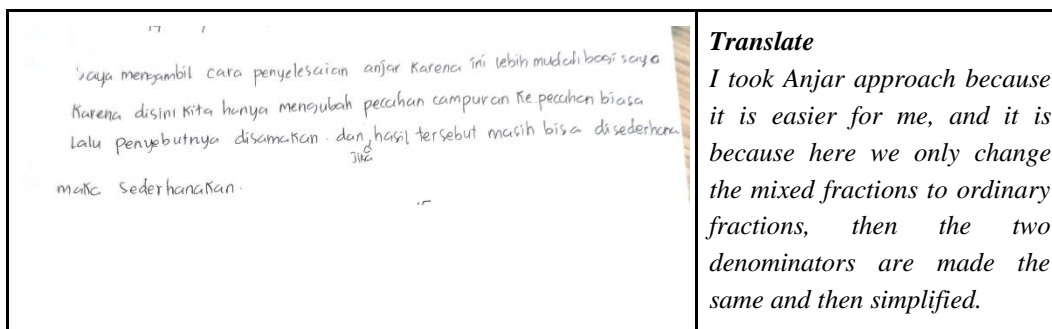 saya mengambil cara penyelesaian anjar karena ini lebih mudah bagi saya
karena disini kita hanya mengubah pecahan campuran ke pecahan biasa
lalu penyebutnya disamakan. dan jika hasil tersebut masih bisa disederhana
maka sederhanakan.
Translate
I took Anjar approach because
it is easier for me, and it is
because here we only change
the mixed fractions to ordinary
fractions, then the two
denominators are made the
same and then simplified.